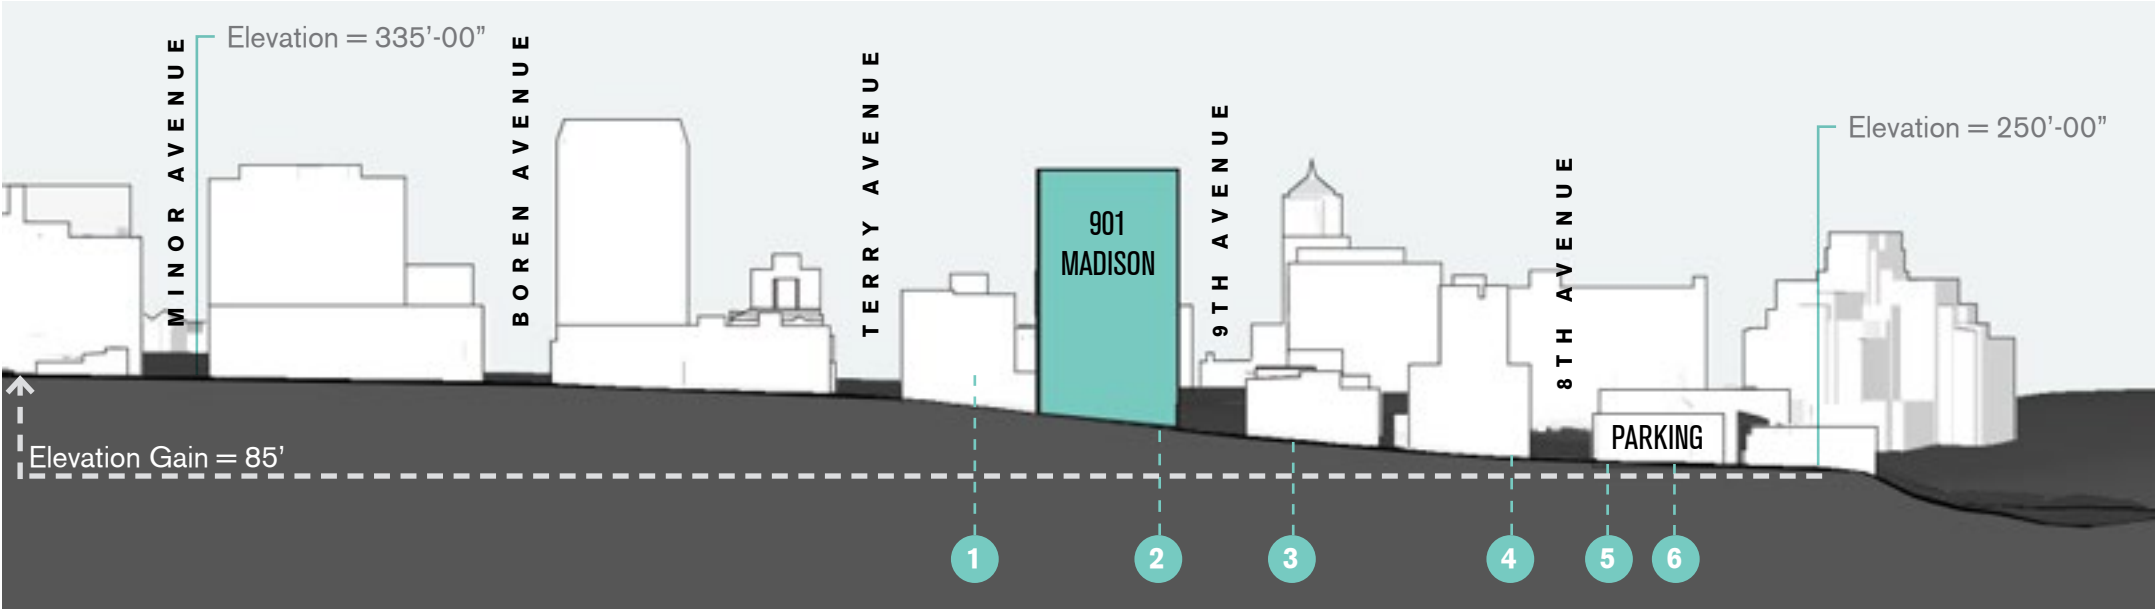 MINOR AVENUE
Elevation = 335’-00”
BOREN AVENUE
TERRY AVENUE
901
MADISON
9TH AVENUE
8TH AVENUE
Elevation = 250’-00”
PARKING
Elevation Gain = 85’
1
2
3
4
5
6